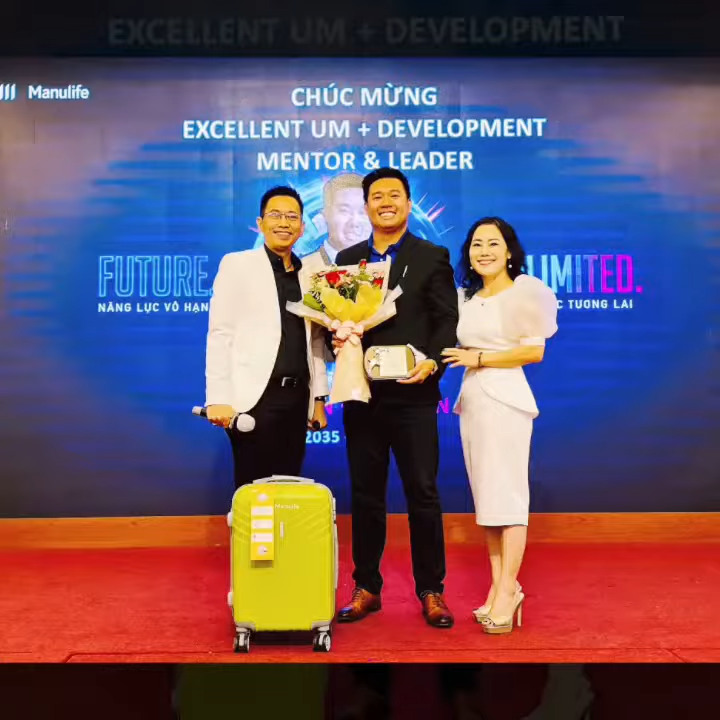 EXCELLENT UM + DEVELOPMENT
Manulife
CHÚC MỪNG
EXCELLENT UM + DEVELOPMENT
MENTOR & LEADER
FUTURE. LIMITED.
NĂNG LỰC VÔ HẠN TƯƠNG LAI
2035
Manulife